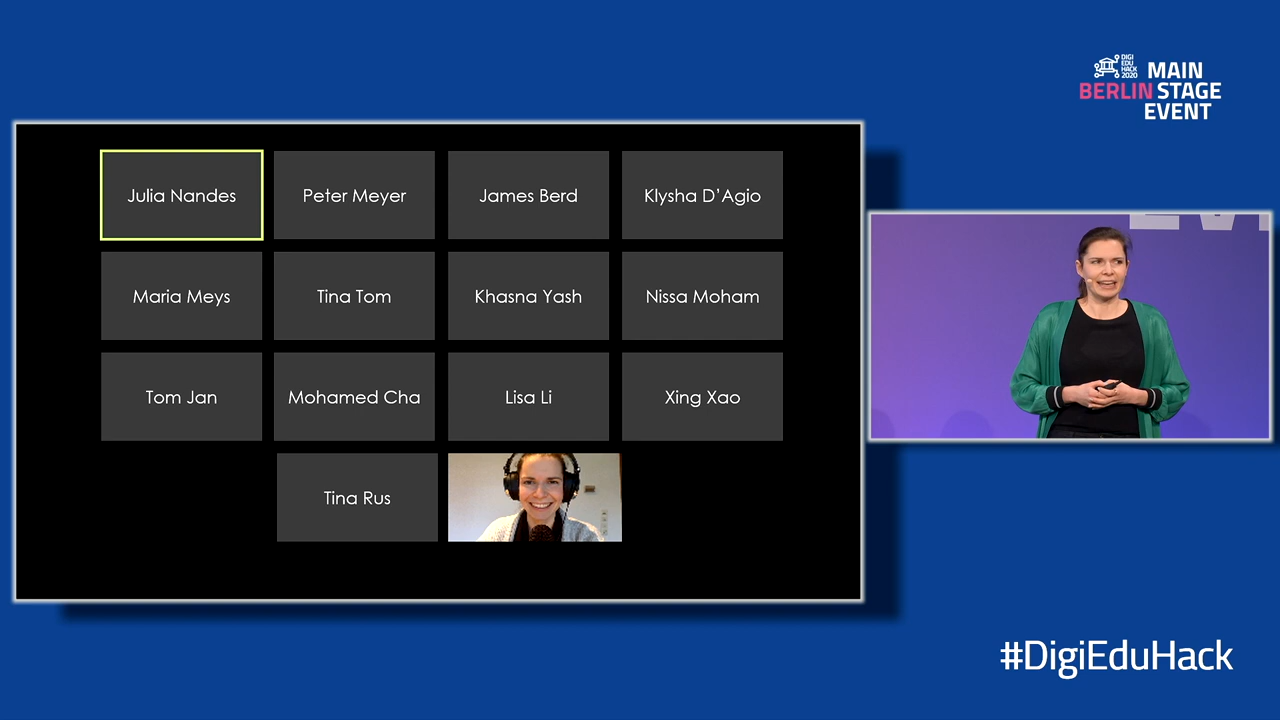 DIGI
EDU
HACK
2020
MAIN
BERLIN STAGE
EVENT
Julia Nandes
Peter Meyer
James Berd
Klysha D’Agio
Maria Meys
Tina Tom
Khasna Yash
Nissa Moham
Tom Jan
Mohamed Cha
Lisa Li
Xing Xao
Tina Rus
#DigiEduHack